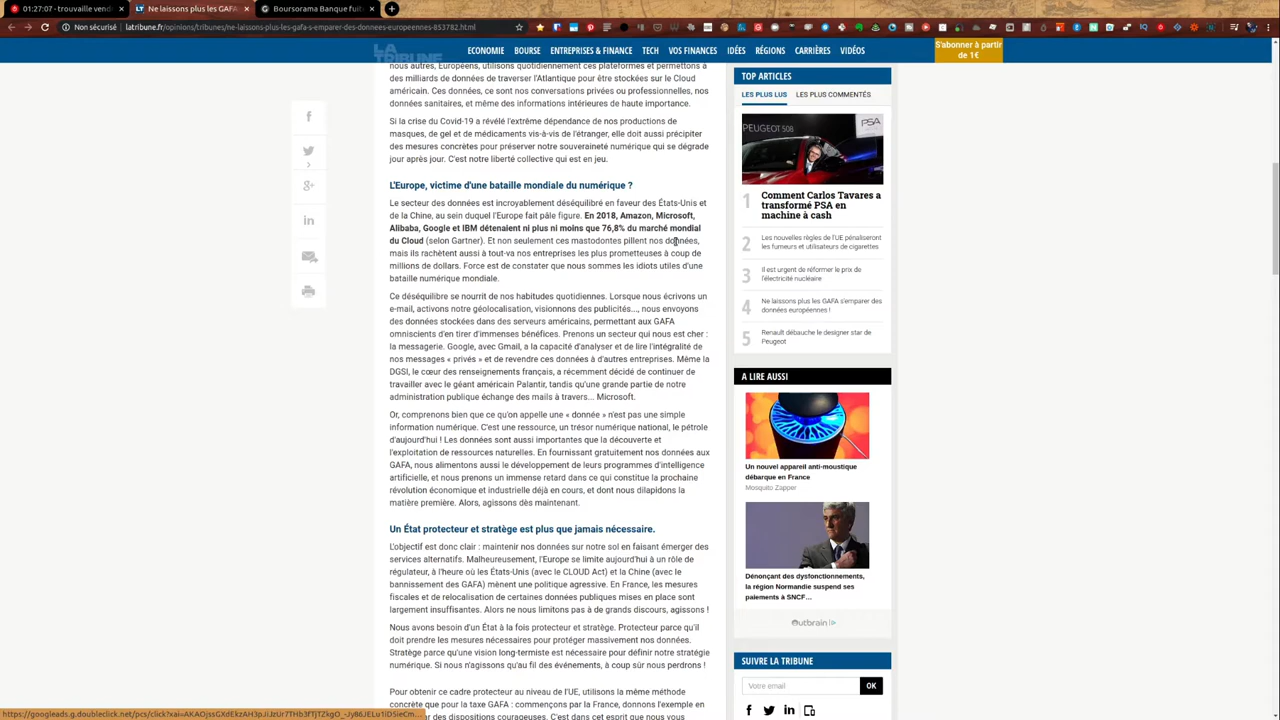 01:27:07 · trouvaille vend
Ne laissons plus les GAFA
Boursorama Banque fuit
Non sécurisé
latribune.fr/opinions/tribunes/ne-laissons-plus-les-gafa-s-emparer-des-donnees-europeennes-853782.html
LA TRIBUNE
ECONOMIE
BOURSE
ENTREPRISES & FINANCE
TECH
VOS FINANCES
IDÉES
RÉGIONS
CARRIÈRES
VIDÉOS
S'abonner à partir
de 1€
nous autres, Européens, utilisons quotidiennement ces plateformes et permettons à
des milliards de données de traverser l'Atlantique pour être stockées sur le Cloud
américain. Ces données, ce sont nos conversations privées ou professionnelles, nos
données sanitaires, et même des informations intérieures de haute importance.
Si la crise du Covid-19 a révélé l'extrême dépendance de nos productions de
masques, de gel et de médicaments vis-à-vis de l'étranger, elle doit aussi précipiter
des mesures concrètes pour préserver notre souveraineté numérique qui se dégrade
jour après jour. C'est notre liberté collective qui est en jeu.
L'Europe, victime d'une bataille mondiale du numérique ?
Le secteur des données est incroyablement déséquilibré en faveur des États-Unis et
de la Chine, au sein duquel l'Europe fait pâle figure. En 2018, Amazon, Microsoft,
Alibaba, Google et IBM détenaient ni plus ni moins que 76,8% du marché mondial
du Cloud (selon Gartner). Et non seulement ces mastodontes pillent nos données,
mais ils rachètent aussi à tout-va nos entreprises les plus prometteuses à coup de
millions de dollars. Force est de constater que nous sommes les idiots utiles d'une
bataille numérique mondiale.
Ce déséquilibre se nourrit de nos habitudes quotidiennes. Lorsque nous écrivons un
e-mail, activons notre géolocalisation, visionnons des publicités..., nous envoyons
des données stockées dans des serveurs américains, permettant aux GAFA
omniscients d'en tirer d'immenses bénéfices. Prenons un secteur qui nous est cher :
la messagerie. Google, avec Gmail, a la capacité d'analyser et de lire l'intégralité de
nos messages « privés » et de revendre ces données à d'autres entreprises. Même la
DGSI, le cœur des renseignements français, a récemment décidé de continuer de
travailler avec le géant américain Palantir, tandis qu'une grande partie de notre
administration publique échange des mails à travers... Microsoft.
Or, comprenons bien que ce qu'on appelle une « donnée » n'est pas une simple
information numérique. C'est une ressource, un trésor numérique national, le pétrole
d'aujourd'hui ! Les données sont aussi importantes que la découverte et
l'exploitation de ressources naturelles. En fournissant gratuitement nos données aux
GAFA, nous alimentons aussi le développement de leurs programmes d'intelligence
artificielle, et nous prenons un immense retard dans ce qui constitue la prochaine
révolution économique et industrielle déjà en cours, et dont nous dilapidons la
matière première. Alors, agissons dès maintenant.
Un État protecteur et stratège est plus que jamais nécessaire.
L'objectif est donc clair : maintenir nos données sur notre sol en faisant émerger des
services alternatifs. Malheureusement, l'Europe se limite aujourd'hui à un rôle de
régulateur, à l'heure où les États-Unis (avec le CLOUD Act) et la Chine (avec le
bannissement des GAFA) mènent une politique agressive. En France, les mesures
fiscales et de relocalisation de certaines données publiques mises en place sont
largement insuffisantes. Alors ne nous limitons pas à de grands discours, agissons !
Nous avons besoin d'un État à la fois protecteur et stratège. Protecteur parce qu'il
doit prendre les mesures nécessaires pour protéger massivement nos données.
Stratège parce qu'une vision long-termiste est nécessaire pour définir notre stratégie
numérique. Si nous n'agissons qu'au fil des événements, à coup sûr nous perdrons !
Pour obtenir ce cadre protecteur au niveau de l'UE, utilisons la même méthode
concrète que pour la taxe GAFA : commençons par la France, donnons l'exemple en
par des dispositions courageuses. C'est dans cet esprit que nous
TOP ARTICLES
LES PLUS LUS
LES PLUS COMMENTÉS
PEUGEOT 508
PSA
1
Comment Carlos Tavares a
transformé PSA en
machine à cash
2
Les nouvelles règles de l'UE pénaliseront
les fumeurs et utilisateurs de cigarettes
3
Il est urgent de réformer le prix de
l'électricité nucléaire
4
Ne laissons plus les GAFA s'emparer des
données européennes !
5
Renault débauche le designer star de
Peugeot
A LIRE AUSSI
Un nouvel appareil anti-moustique
débarque en France
Mosquito Zapper
Dénonçant des dysfonctionnements,
la région Normandie suspend ses
paiements à SNCF...
Outbrain
SUIVRE LA TRIBUNE
Votre email
OK